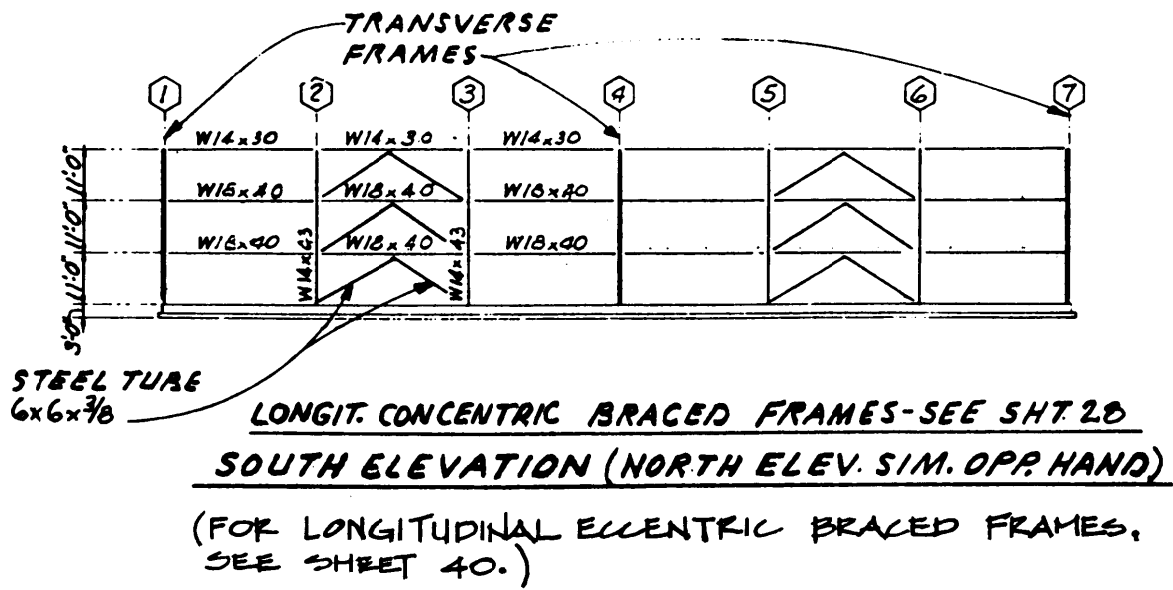 TRANSVERSE
FRAMES
1 2 3 4 5 6 7
W14x30 W14x30 W14x30
W18x40 W18x40 W18x40
W18x40 W18x40 W18x40
W14x43 W14x43
11'-0"
11'-0"
11'-0"
3'-0"
STEEL TUBE
6x6x3/8
LONGIT. CONCENTRIC BRACED FRAMES-SEE SHT. 28
SOUTH ELEVATION (NORTH ELEV. SIM. OPP. HAND)
(FOR LONGITUDINAL ECCENTRIC BRACED FRAMES,
SEE SHEET 40.)